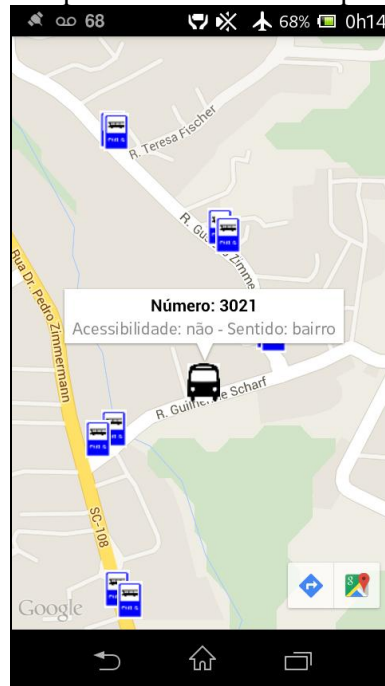 68
68%
0h14
R. Teresa Fischer
Rua Dr. Pedro Zimmermann
Número: 3021
Acessibilidade: não - Sentido: bairro
SC-108
Google